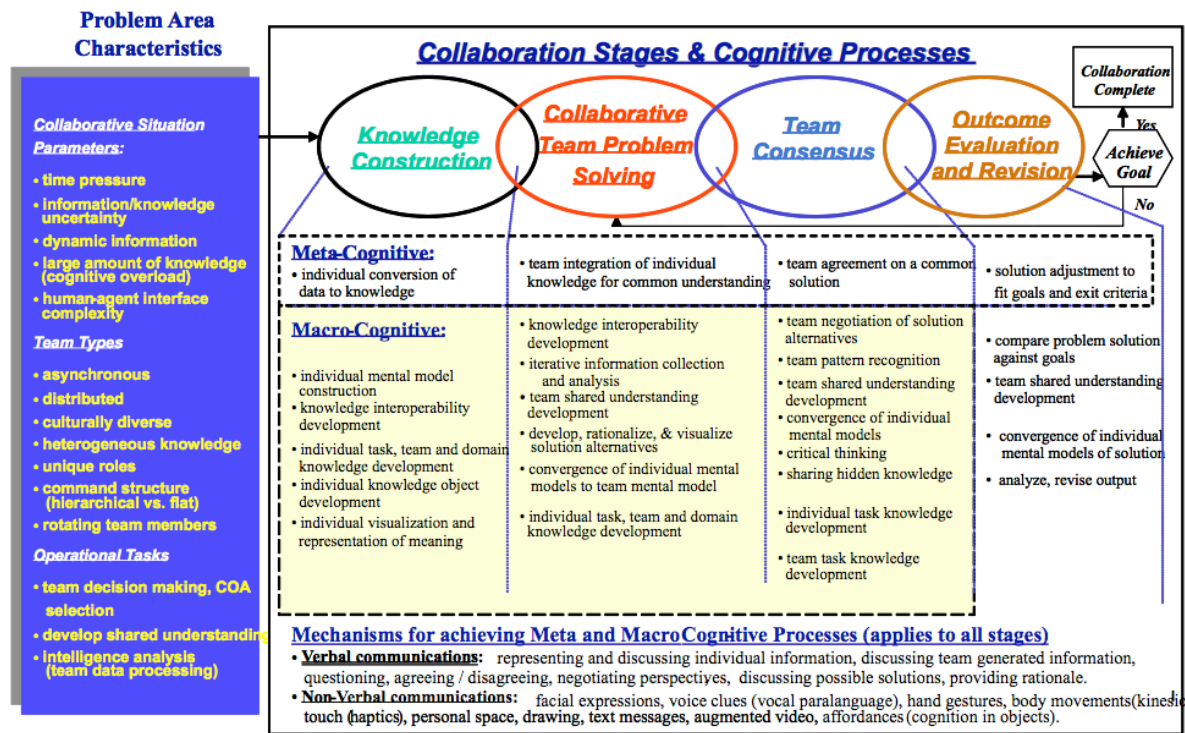 Problem Area
Characteristics
Collaborative Situation
Parameters:
• time pressure
• information/knowledge
uncertainty
• dynamic information
• large amount of knowledge
(cognitive overload)
• human-agent interface
complexity
Team Types
• asynchronous
• distributed
• culturally diverse
• heterogeneous knowledge
• unique roles
• command structure
(hierarchical vs. flat)
• rotating team members
Operational Tasks
• team decision making, COA
selection
• develop shared understanding
• intelligence analysis
(team data processing)
Collaboration Stages & Cognitive Processes
Knowledge
Construction
Collaborative
Team Problem
Solving
Team
Consensus
Outcome
Evaluation
and Revision
Collaboration
Complete
Yes
Achieve
Goal
No
Meta-Cognitive:
• individual conversion of
data to knowledge
• team integration of individual
knowledge for common understanding
• team agreement on a common
solution
• solution adjustment to
fit goals and exit criteria
Macro-Cognitive:
• individual mental model
construction
• knowledge interoperability
development
• individual task, team and domain
knowledge development
• individual knowledge object
development
• individual visualization and
representation of meaning
• knowledge interoperability
development
• iterative information collection
and analysis
• team shared understanding
development
• develop, rationalize, & visualize
solution alternatives
• convergence of individual mental
models to team mental model
• individual task, team and domain
knowledge development
• team negotiation of solution
alternatives
• team pattern recognition
• team shared understanding
development
• convergence of individual
mental models
• critical thinking
• sharing hidden knowledge
• individual task knowledge
development
• team task knowledge
development
• compare problem solution
against goals
• team shared understanding
development
• convergence of individual
mental models of solution
• analyze, revise output
Mechanisms for achieving Meta and Macro Cognitive Processes (applies to all stages)
• Verbal communications: representing and discussing individual information, discussing team generated information,
questioning, agreeing / disagreeing, negotiating perspectives, discussing possible solutions, providing rationale.
• Non-Verbal communications: facial expressions, voice clues (vocal paralanguage), hand gestures, body movements(kinesic
touch (haptics), personal space, drawing, text messages, augmented video, affordances (cognition in objects).